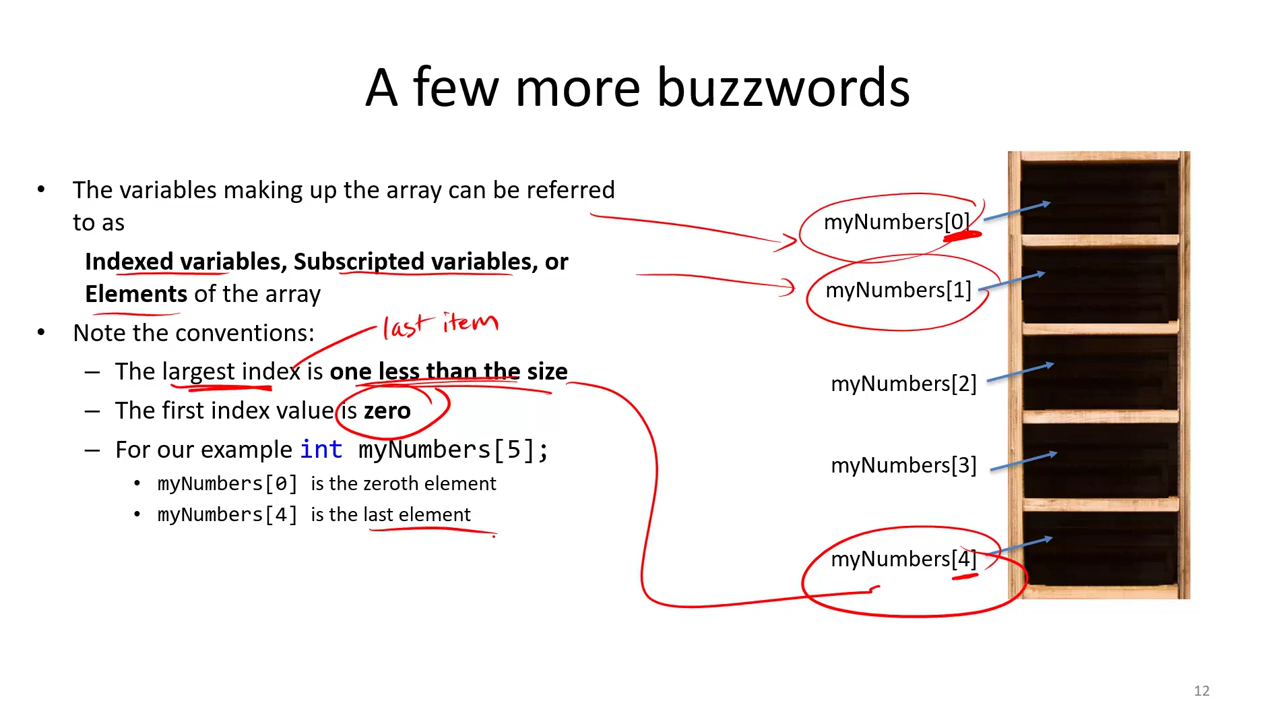 A few more buzzwords
• The variables making up the array can be referred
to as
Indexed variables, Subscripted variables, or
Elements of the array
• Note the conventions:
last item
– The largest index is one less than the size
– The first index value is zero
– For our example int myNumbers[5];
• myNumbers[0] is the zeroth element
• myNumbers[4] is the last element
myNumbers[0]
myNumbers[1]
myNumbers[2]
myNumbers[3]
myNumbers[4]
12